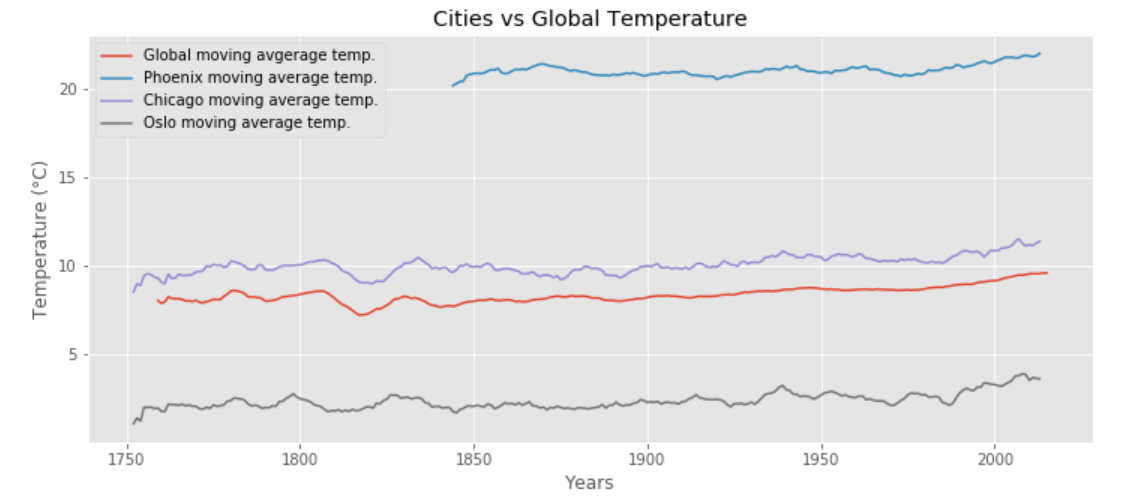 Cities vs Global Temperature
Global moving avgerage temp.
Phoenix moving average temp.
Chicago moving average temp.
Oslo moving average temp.
Temperature (°C)
20
15
10
5
1750 1800 1850 1900 1950 2000
Years